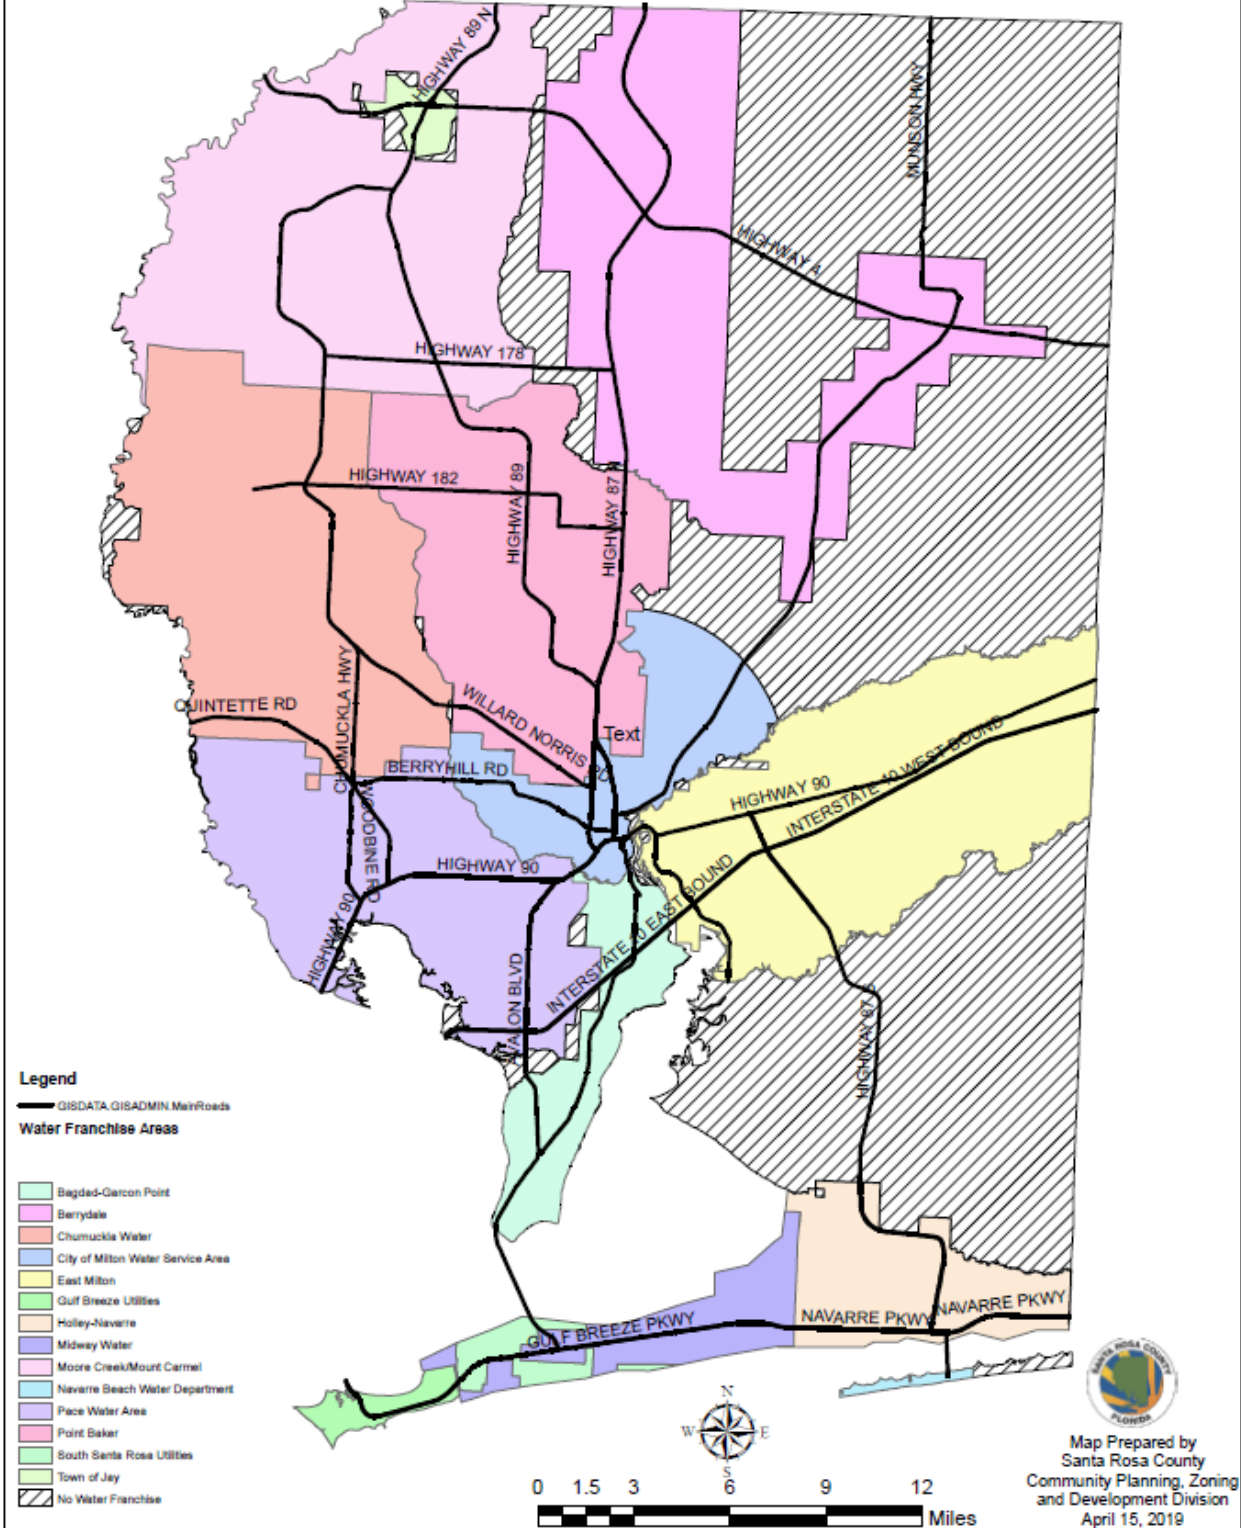 HIGHWAY 89 N
MUNSON HWY
HIGHWAY 4
HIGHWAY 178
HIGHWAY 182
HIGHWAY 89
HIGHWAY 87 N
CHUMUCKLA HWY
QUINTETTE RD
WILLARD NORRIS RD
Text
BERRYHILL RD
WOODBINE RD
HIGHWAY 90
INTERSTATE 10 WEST BOUND
HIGHWAY 90
HIGHWAY 90
INTERSTATE 10 EAST BOUND
AVALON BLVD
HIGHWAY 87 S
Legend
GISDATA.GISADMIN.MainRoads
Water Franchise Areas
Bagdad-Garcon Point
Berrydale
Chumuckla Water
City of Milton Water Service Area
East Milton
Gulf Breeze Utilities
Holley-Navarre
Midway Water
Moore Creek/Mount Carmel
Navarre Beach Water Department
Pace Water Area
Point Baker
South Santa Rosa Utilities
Town of Jay
No Water Franchise
GULF BREEZE PKWY
NAVARRE PKWY
NAVARRE PKWY
N
W E
S
0 1.5 3 6 9 12
Miles
SANTA ROSA COUNTY
FLORIDA
Map Prepared by
Santa Rosa County
Community Planning, Zoning
and Development Division
April 15, 2019